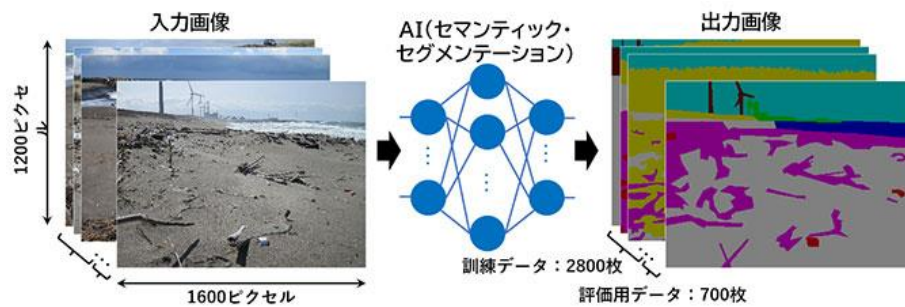 入力画像
AI(セマンティック・
セグメンテーション)
出力画像
1200ピクセル
1600ピクセル
訓練データ：2800枚
評価用データ：700枚